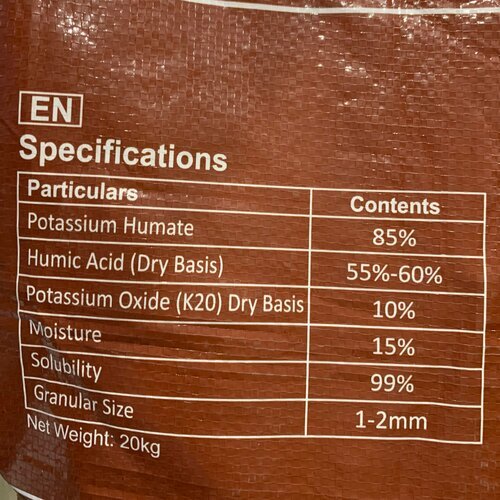 EN
Specifications
Particulars Contents
Potassium Humate 85%
Humic Acid (Dry Basis) 55%-60%
Potassium Oxide (K20) Dry Basis 10%
Moisture 15%
Solubility 99%
Granular Size 1-2mm
Net Weight: 20kg